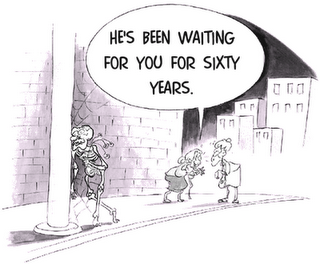 HE'S BEEN WAITING
FOR YOU FOR SIXTY
YEARS.